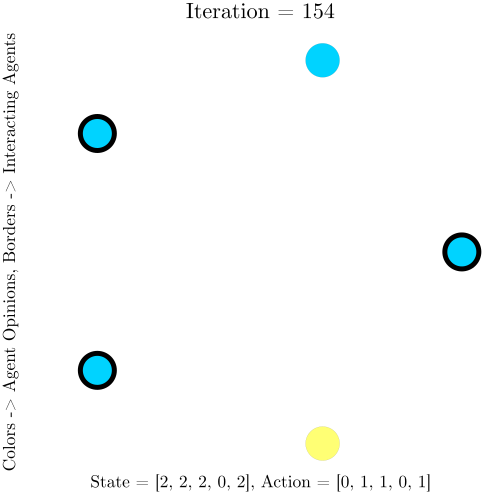 Iteration = 154
Colors -> Agent Opinions, Borders -> Interacting Agents
State = [2, 2, 2, 0, 2], Action = [0, 1, 1, 0, 1]